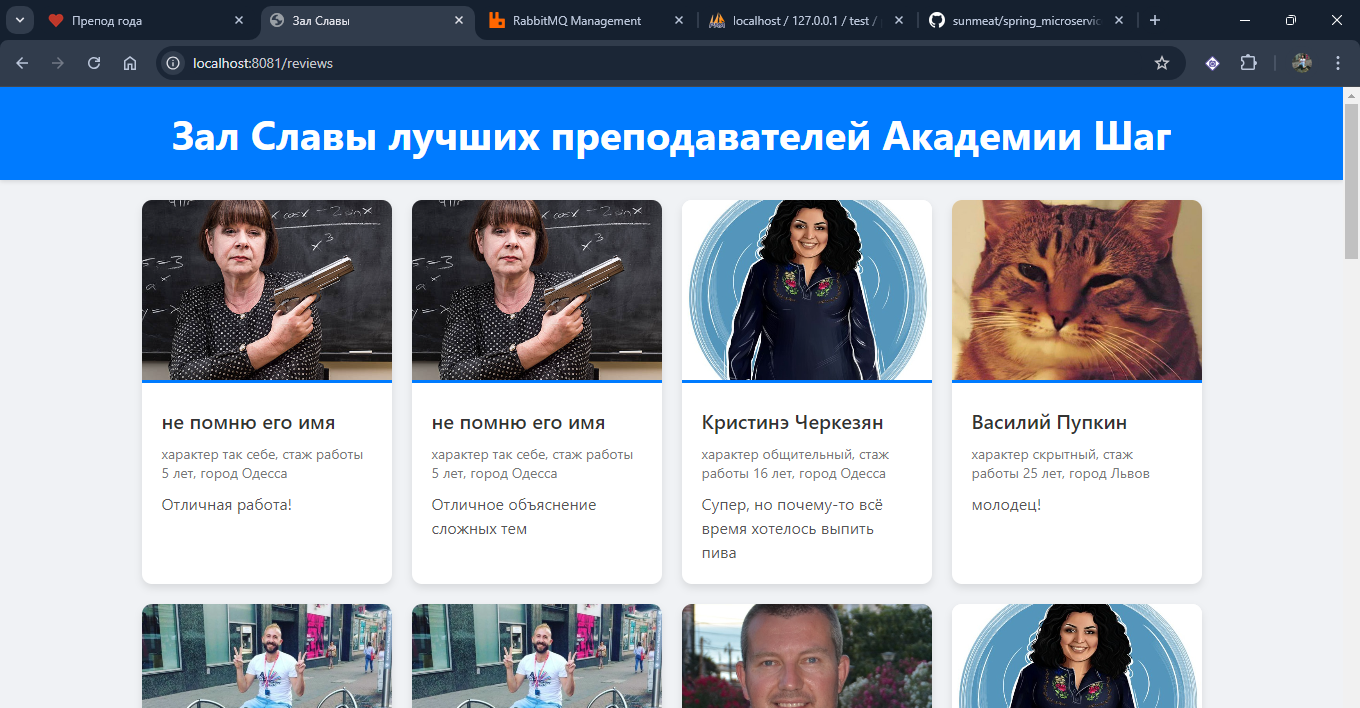 Препод года
Зал Славы
RabbitMQ Management
localhost / 127.0.0.1 / test /
sunmeat/spring_microservic
localhost:8081/reviews
Зал Славы лучших преподавателей Академии Шаг
не помню его имя
характер так себе, стаж работы
5 лет, город Одесса
Отличная работа!
не помню его имя
характер так себе, стаж работы
5 лет, город Одесса
Отличное объяснение
сложных тем
Кристинэ Черкезян
характер общительный, стаж
работы 16 лет, город Одесса
Супер, но почему-то всё
время хотелось выпить
пива
Василий Пупкин
характер скрытный, стаж
работы 25 лет, город Львов
молодец!